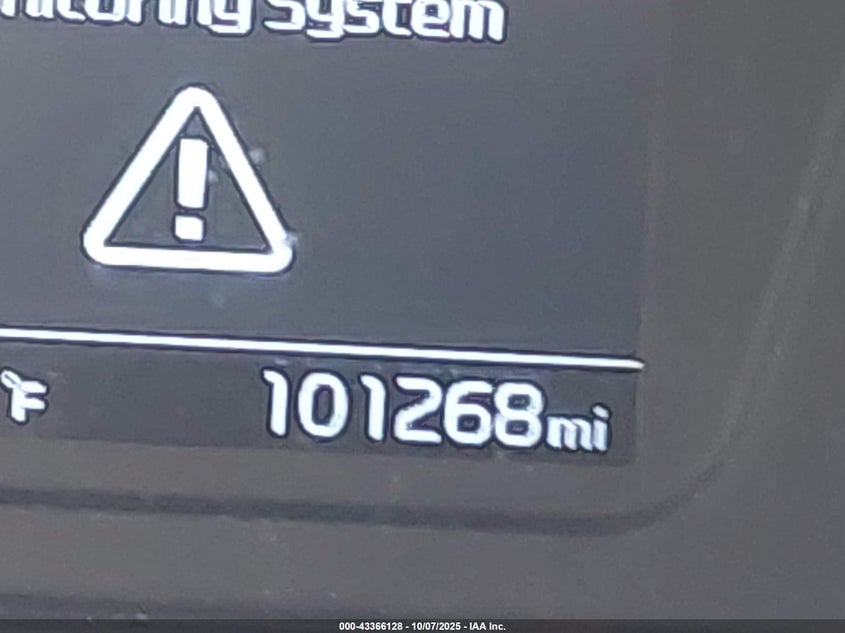 system
°F 101268mi
000-43366128 - 10/07/2025 - IAA Inc.